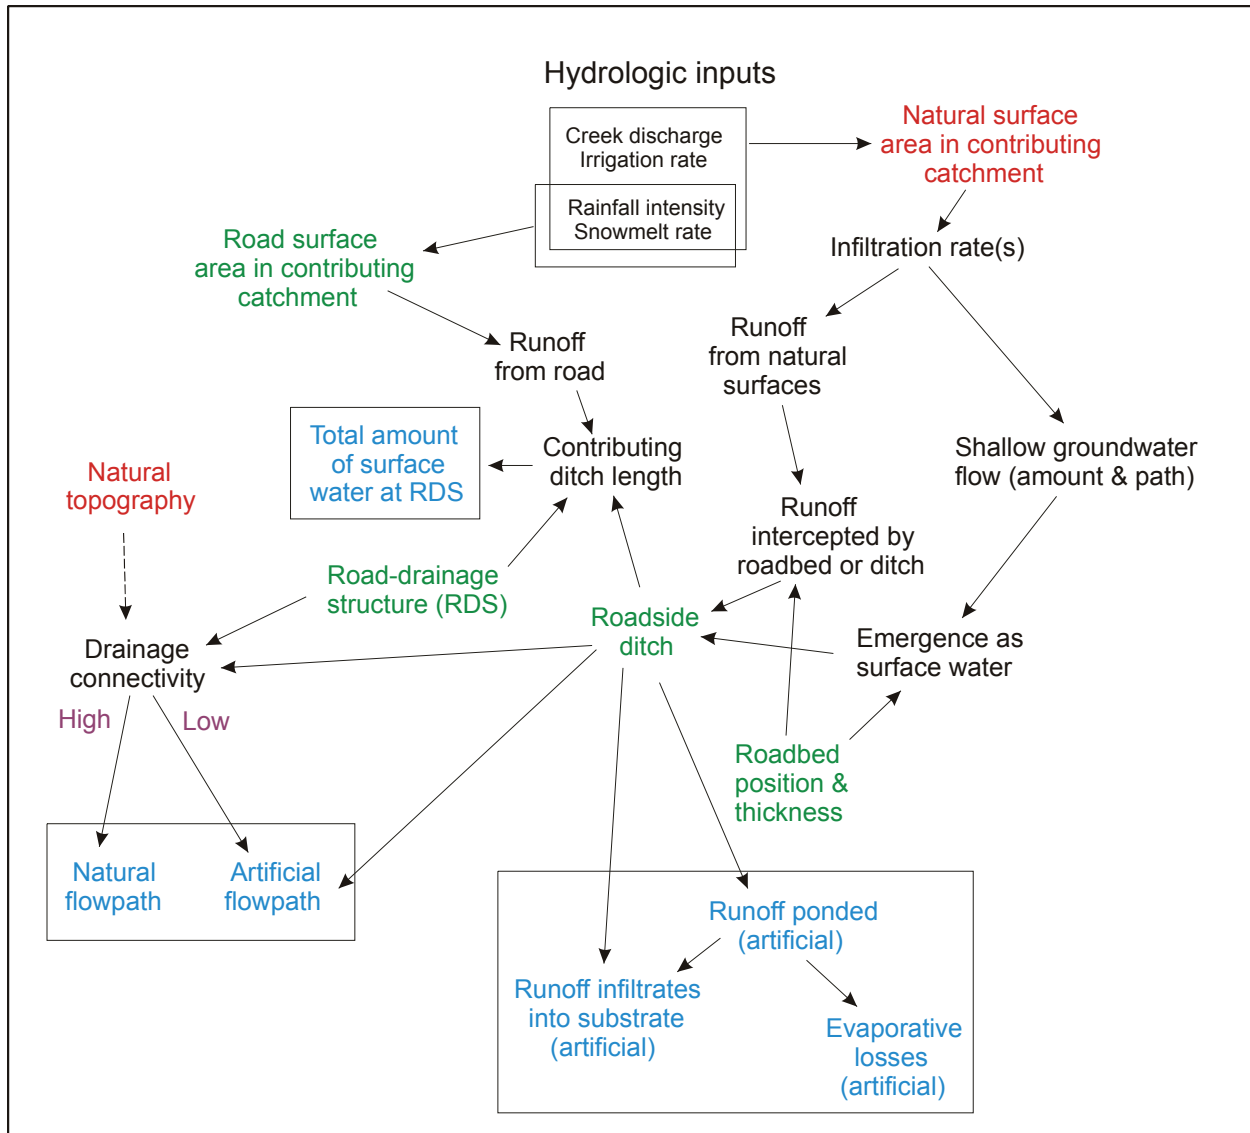 Hydrologic inputs
Creek discharge
Irrigation rate
Rainfall intensity
Snowmelt rate
Natural surface
area in contributing
catchment
Road surface
area in contributing
catchment
Infiltration rate(s)
Runoff
from road
Runoff
from natural
surfaces
Total amount
of surface
water at RDS
Contributing
ditch length
Shallow groundwater
flow (amount & path)
Natural
topography
Runoff
intercepted by
roadbed or ditch
Road-drainage
structure (RDS)
Roadside
ditch
Emergence as
surface water
Drainage
connectivity
High
Low
Roadbed
position &
thickness
Natural
flowpath
Artificial
flowpath
Runoff ponded
(artificial)
Runoff infiltrates
into substrate
(artificial)
Evaporative
losses
(artificial)